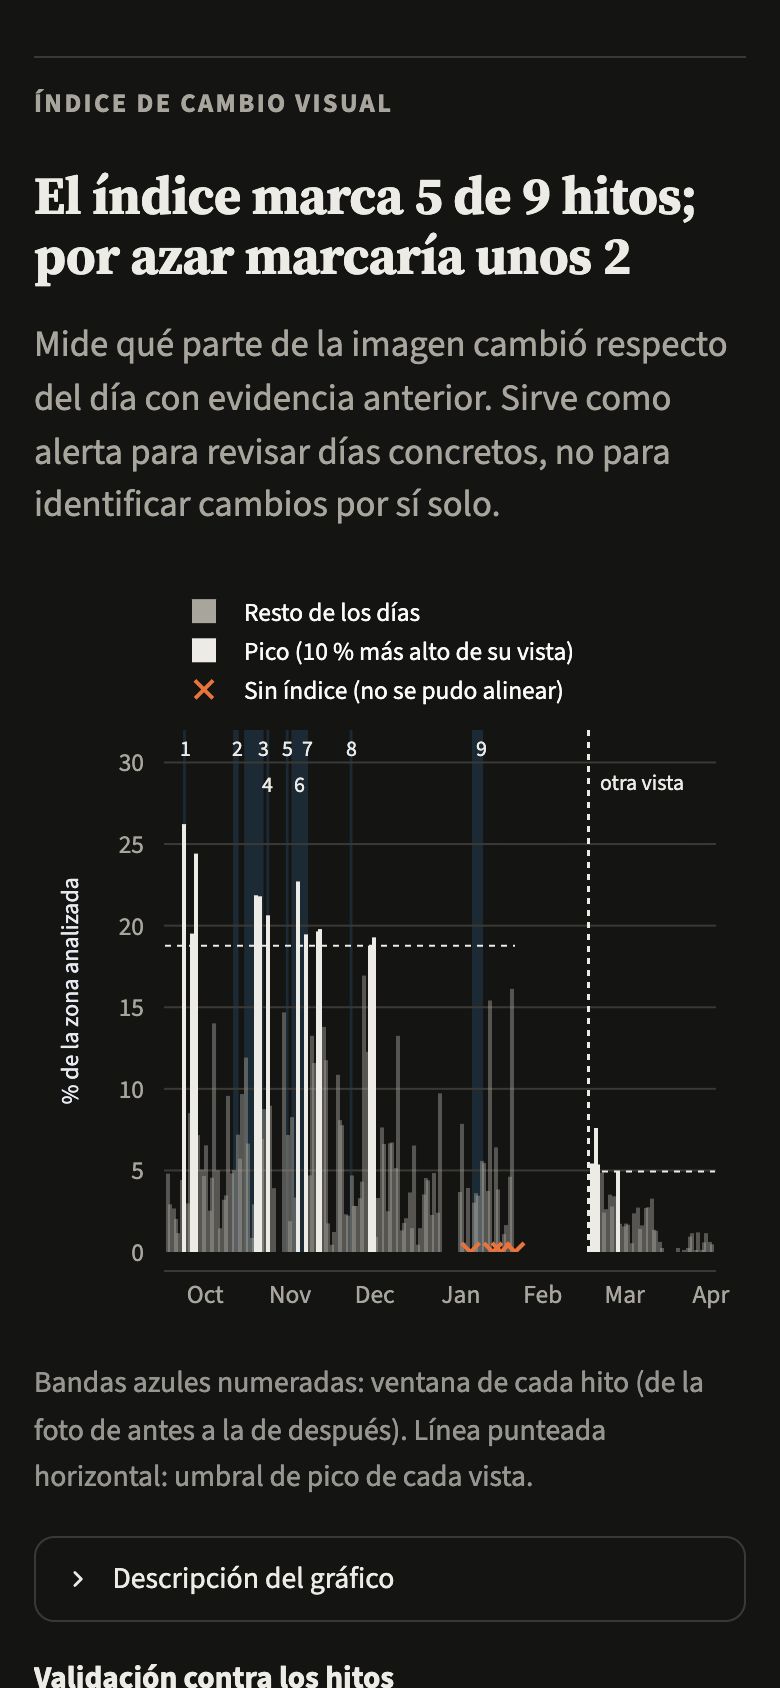 ÍNDICE DE CAMBIO VISUAL
El índice marca 5 de 9 hitos;
por azar marcaría unos 2
Mide qué parte de la imagen cambió respecto
del día con evidencia anterior. Sirve como
alerta para revisar días concretos, no para
identificar cambios por sí solo.
Resto de los días
Pico (10 % más alto de su vista)
Sin índice (no se pudo alinear)
1 2 3 5 7 8 9
4 6
otra vista
30
25
20
15
10
5
0
% de la zona analizada
Oct Nov Dec Jan Feb Mar Apr
Bandas azules numeradas: ventana de cada hito (de la
foto de antes a la de después). Línea punteada
horizontal: umbral de pico de cada vista.
Descripción del gráfico
Validación contra los hitos